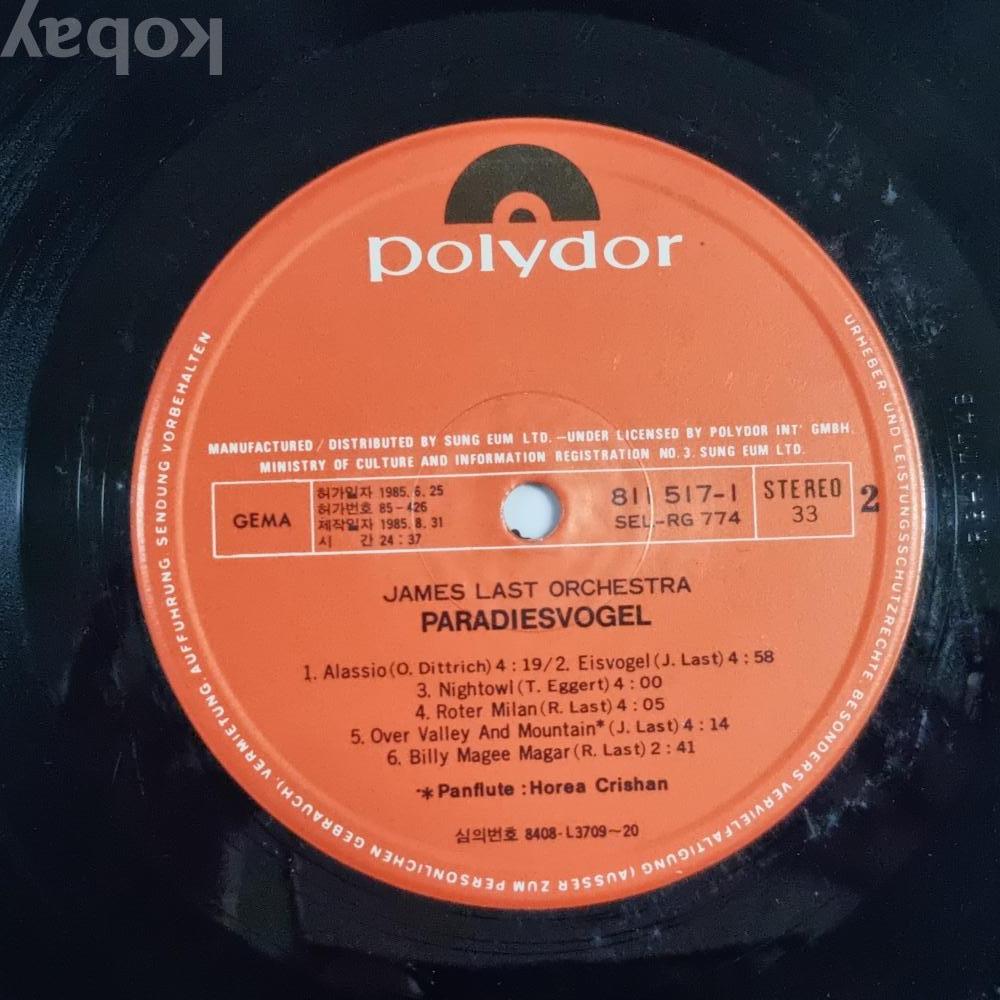 kobay
polydor
MANUFACTURED / DISTRIBUTED BY SUNG EUM LTD. —UNDER LICENSED BY POLYDOR INT' GMBH.
MINISTRY OF CULTURE AND INFORMATION REGISTRATION NO. 3. SUNG EUM LTD.
GEMA
허가일자 1985. 6. 25
허가번호 85-426
제작일자 1985. 8. 31
시 간 24 : 37
811 517-1
SEL-RG 774
STEREO
33
2
JAMES LAST ORCHESTRA
PARADIESVOGEL
1. Alassio (O. Dittrich) 4 : 19/2. Eisvogel (J. Last) 4 : 58
3. Nightowl (T. Eggert) 4 : 00
4. Roter Milan (R. Last) 4 : 05
5. Over Valley And Mountain* (J. Last) 4 : 14
6. Billy Magee Magar (R. Last) 2 : 41
* Panflute : Horea Crishan
심의번호 8408-L3709~20
URHEBER- UND LEISTUNGSSCHUTZRECHTE, BESONDERS VERVIELFALTIGUNG (AUSSER ZUM PERSONLICHEN GEBRAUCH), VERMIETUNG, AUFFUHRUNG, SENDUNG VORBEHALTEN